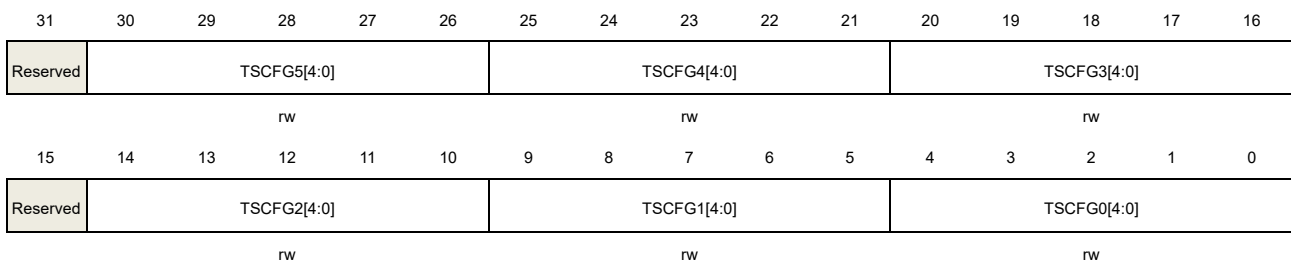 31 30 29 28 27 26 25 24 23 22 21 20 19 18 17 16
Reserved TSCFG5[4:0] TSCFG4[4:0] TSCFG3[4:0]
rw rw rw
15 14 13 12 11 10 9 8 7 6 5 4 3 2 1 0
Reserved TSCFG2[4:0] TSCFG1[4:0] TSCFG0[4:0]
rw rw rw